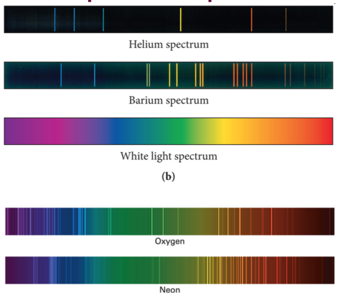 Helium spectrum
Barium spectrum
White light spectrum
(b)
Oxygen
Neon